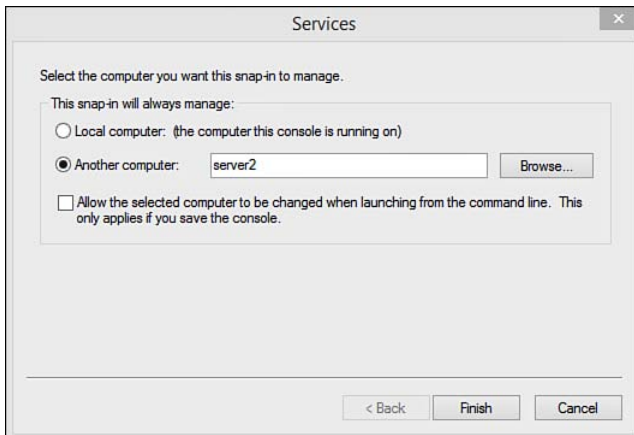 Services
×
Select the computer you want this snap-in to manage.
This snap-in will always manage:
Local computer: (the computer this console is running on)
Another computer: server2 Browse...
Allow the selected computer to be changed when launching from the command line. This
only applies if you save the console.
< Back Finish Cancel